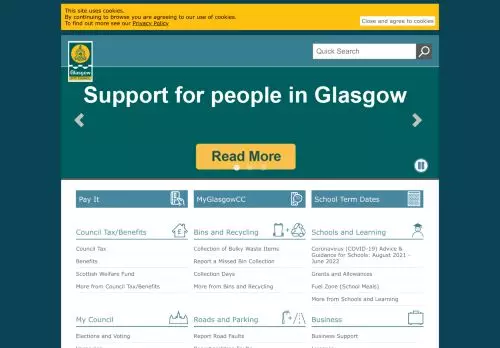 This site uses cookies.
By continuing to browse you are agreeing to our use of cookies.
To find out more see our Privacy Policy
Close and agree to cookies
Glasgow
CITY COUNCIL
Quick Search
Support for people in Glasgow
Read More
Pay It
MyGlasgowCC
School Term Dates
Council Tax/Benefits
Council Tax
Benefits
Scottish Welfare Fund
More from Council Tax/Benefits
Bins and Recycling
Collection of Bulky Waste Items
Report a Missed Bin Collection
Collection Days
More from Bins and Recycling
Schools and Learning
Coronavirus (COVID-19) Advice &
Guidance for Schools: August 2021 -
June 2022
Grants and Allowances
Fuel Zone (School Meals)
More from Schools and Learning
My Council
Elections and Voting
Roads and Parking
Report Road Faults
Business
Business Support